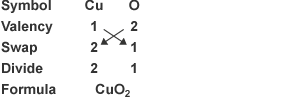 Symbol Cu O
Valency 1 2
Swap 2 1
Divide 2 1
Formula CuO₂